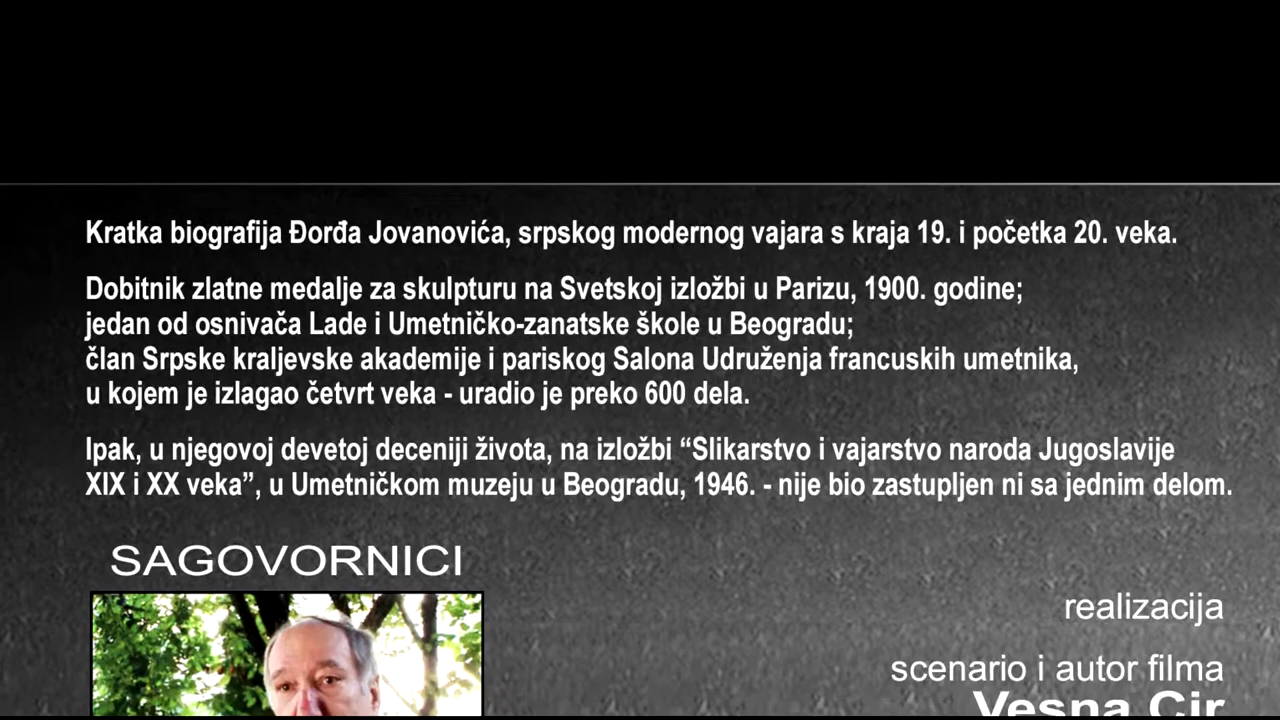 Kratka biografija Đorđa Jovanovića, srpskog modernog vajara s kraja 19. i početka 20. veka.
Dobitnik zlatne medalje za skulpturu na Svetskoj izložbi u Parizu, 1900. godine;
jedan od osnivača Lade i Umetničko-zanatske škole u Beogradu;
član Srpske kraljevske akademije i pariskog Salona Udruženja francuskih umetnika,
u kojem je izlagao četvrt veka - uradio je preko 600 dela.
Ipak, u njegovoj devetoj deceniji života, na izložbi “Slikarstvo i vajarstvo naroda Jugoslavije
XIX i XX veka”, u Umetničkom muzeju u Beogradu, 1946. - nije bio zastupljen ni sa jednim delom.
SAGOVORNICI
realizacija
scenario i autor filma
Vesna